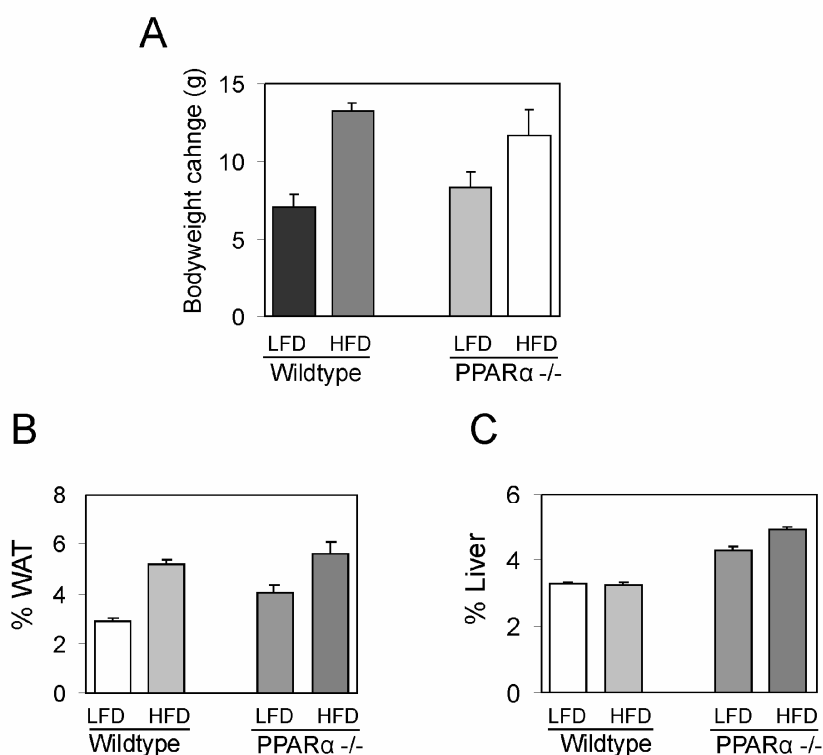 A
Bodyweight cahnge (g)
15
10
5
0
LFD HFD LFD HFD
Wildtype PPARα -/-
B
% WAT
8
6
4
2
0
LFD HFD LFD HFD
Wildtype PPARα -/-
C
% Liver
6
4
2
0
LFD HFD LFD HFD
Wildtype PPARα -/-